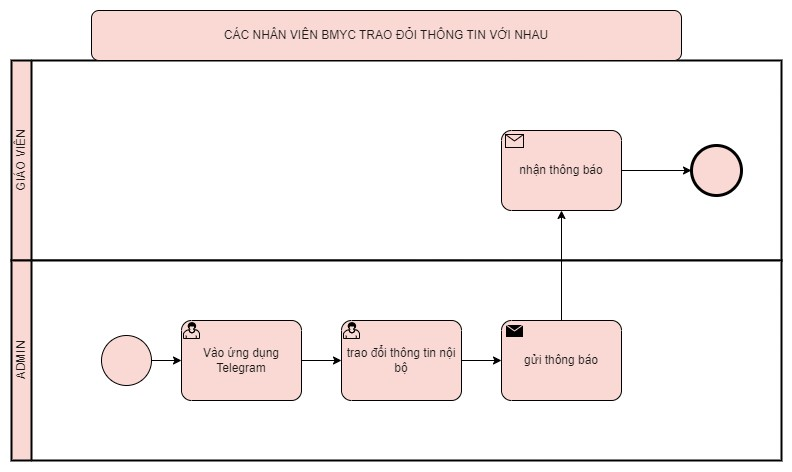 CÁC NHÂN VIÊN BMYC TRAO ĐỔI THÔNG TIN VỚI NHAU
GIÁO VIÊN
nhận thông báo
ADMIN
Vào ứng dụng
Telegram
trao đổi thông tin nội
bộ
gửi thông báo